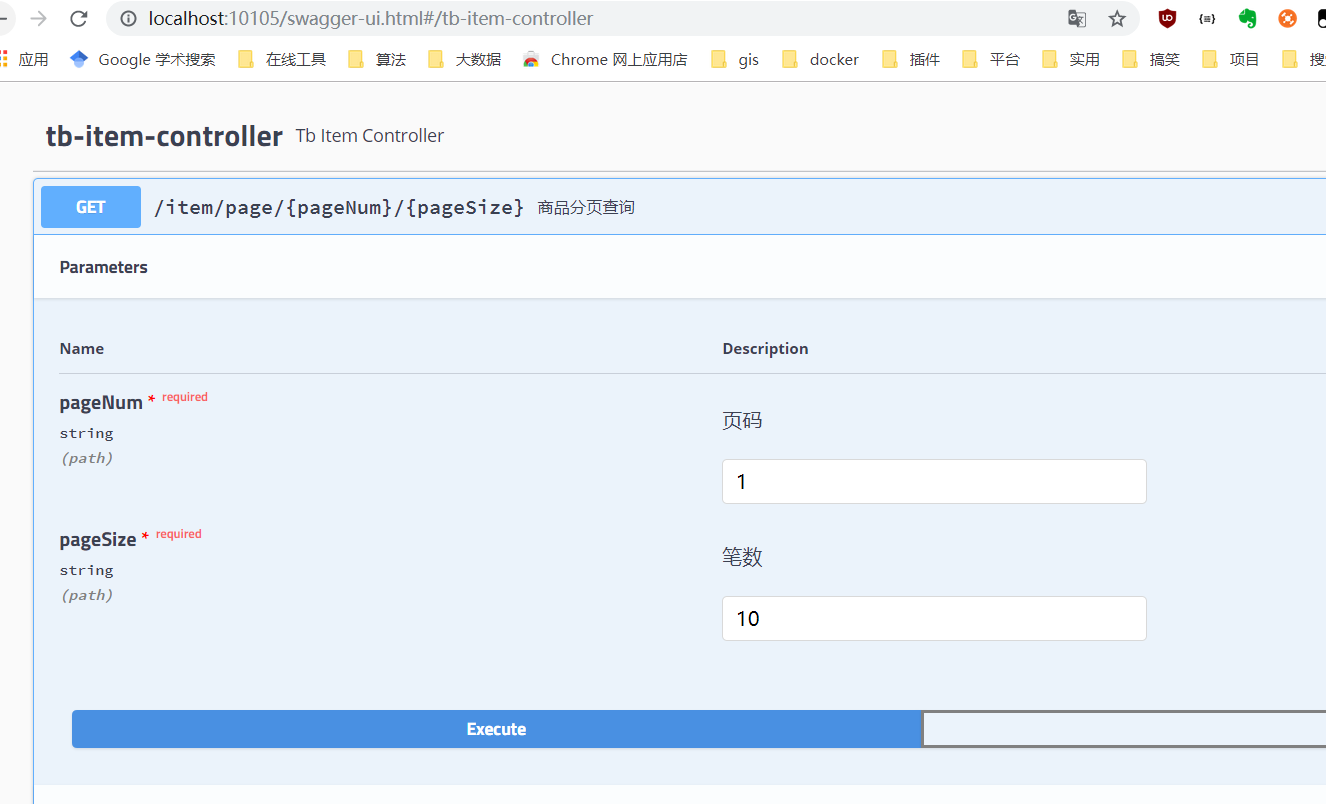 localhost:10105/swagger-ui.html#/tb-item-controller
应用 Google 学术搜索 在线工具 算法 大数据 Chrome 网上应用店 gis docker 插件 平台 实用 搞笑 项目
tb-item-controller Tb Item Controller
GET /item/page/{pageNum}/{pageSize} 商品分页查询
Parameters
Name Description
pageNum * required
string
(path)
页码
1
pageSize * required
string
(path)
笔数
10
Execute